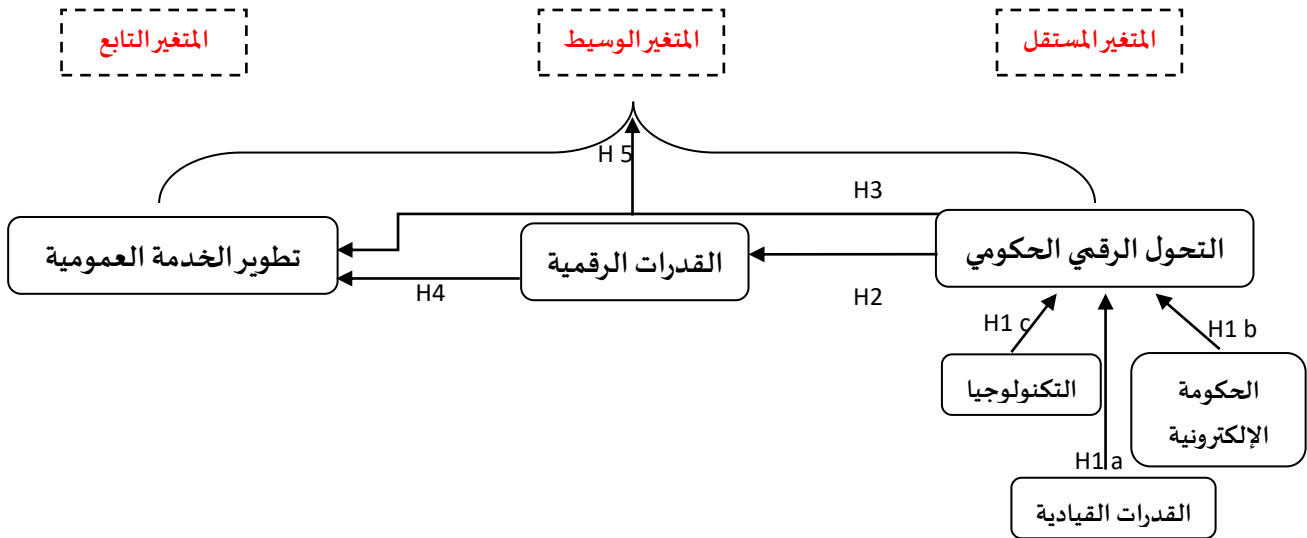 المتغير المستقل
المتغير الوسيط
المتغير التابع
H 5
H3
التحول الرقمي الحكومي
القدرات الرقمية
تطوير الخدمة العمومية
H2
H4
H1 b
H1 c
الحكومة
الإلكترونية
التكنولوجيا
H1 a
القدرات القيادية